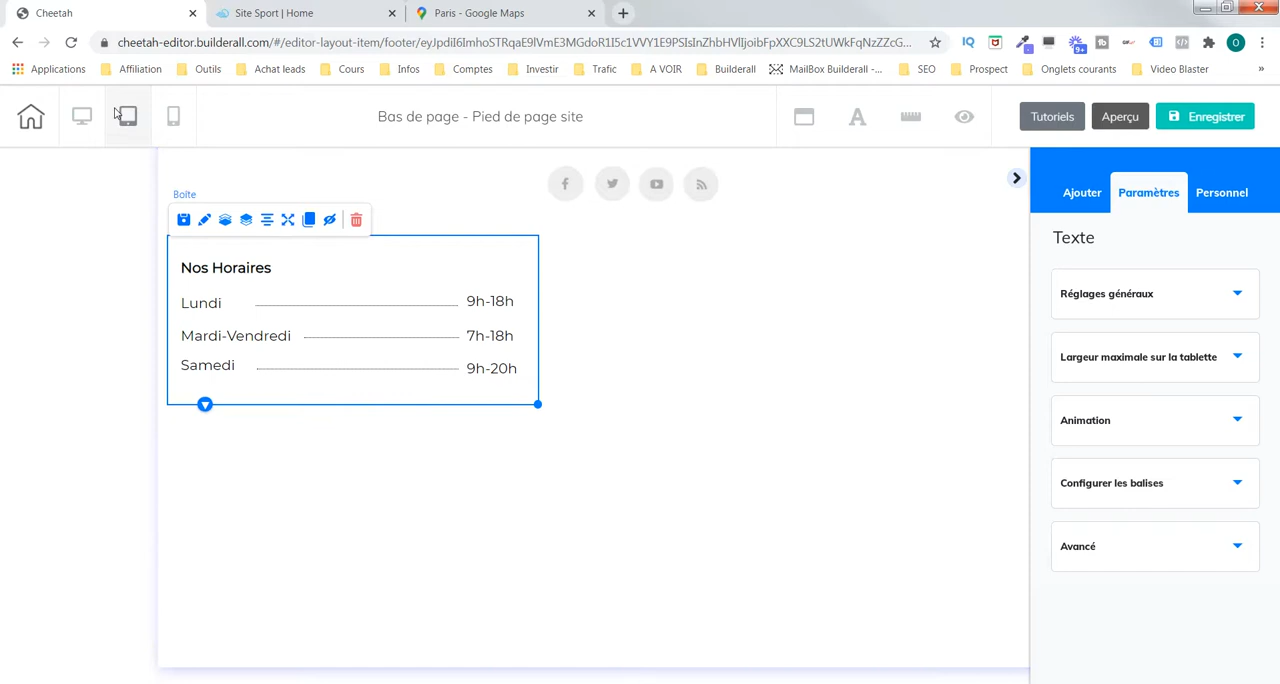 Cheetah
Site Sport | Home
Paris - Google Maps
cheetah-editor.builderall.com/#/editor-layout-item/footer/eyJpdiI6ImhoSTRqaE9lVmE3MGdoR1I5c1VVY1E9PSIsInZhbHVlIjoibFpXXC9LS2tUWkFqNzZZcG...
Applications
Affiliation
Outils
Achat leads
Cours
Infos
Comptes
Investir
Trafic
A VOIR
Builderall
MailBox Builderall -...
SEO
Prospect
Onglets courants
Video Blaster
»
Bas de page - Pied de page site
Tutoriels
Aperçu
Enregistrer
Ajouter
Paramètres
Personnel
Boîte
Texte
Nos Horaires
Lundi 9h-18h
Mardi-Vendredi 7h-18h
Samedi 9h-20h
Réglages généraux
Largeur maximale sur la tablette
Animation
Configurer les balises
Avancé